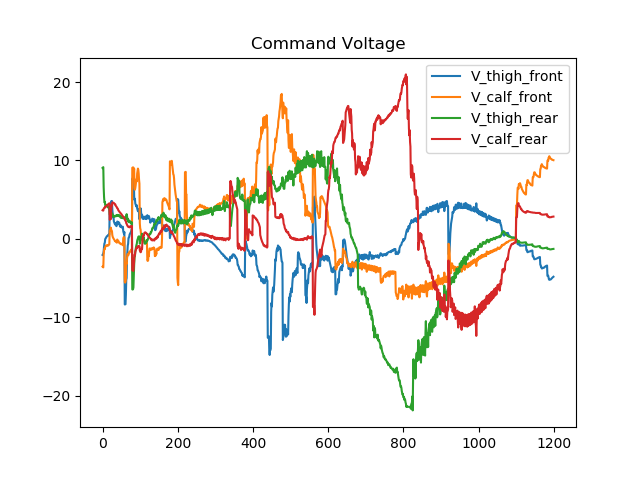 Command Voltage
V_thigh_front
V_calf_front
V_thigh_rear
V_calf_rear
20
10
0
−10
−20
0 200 400 600 800 1000 1200